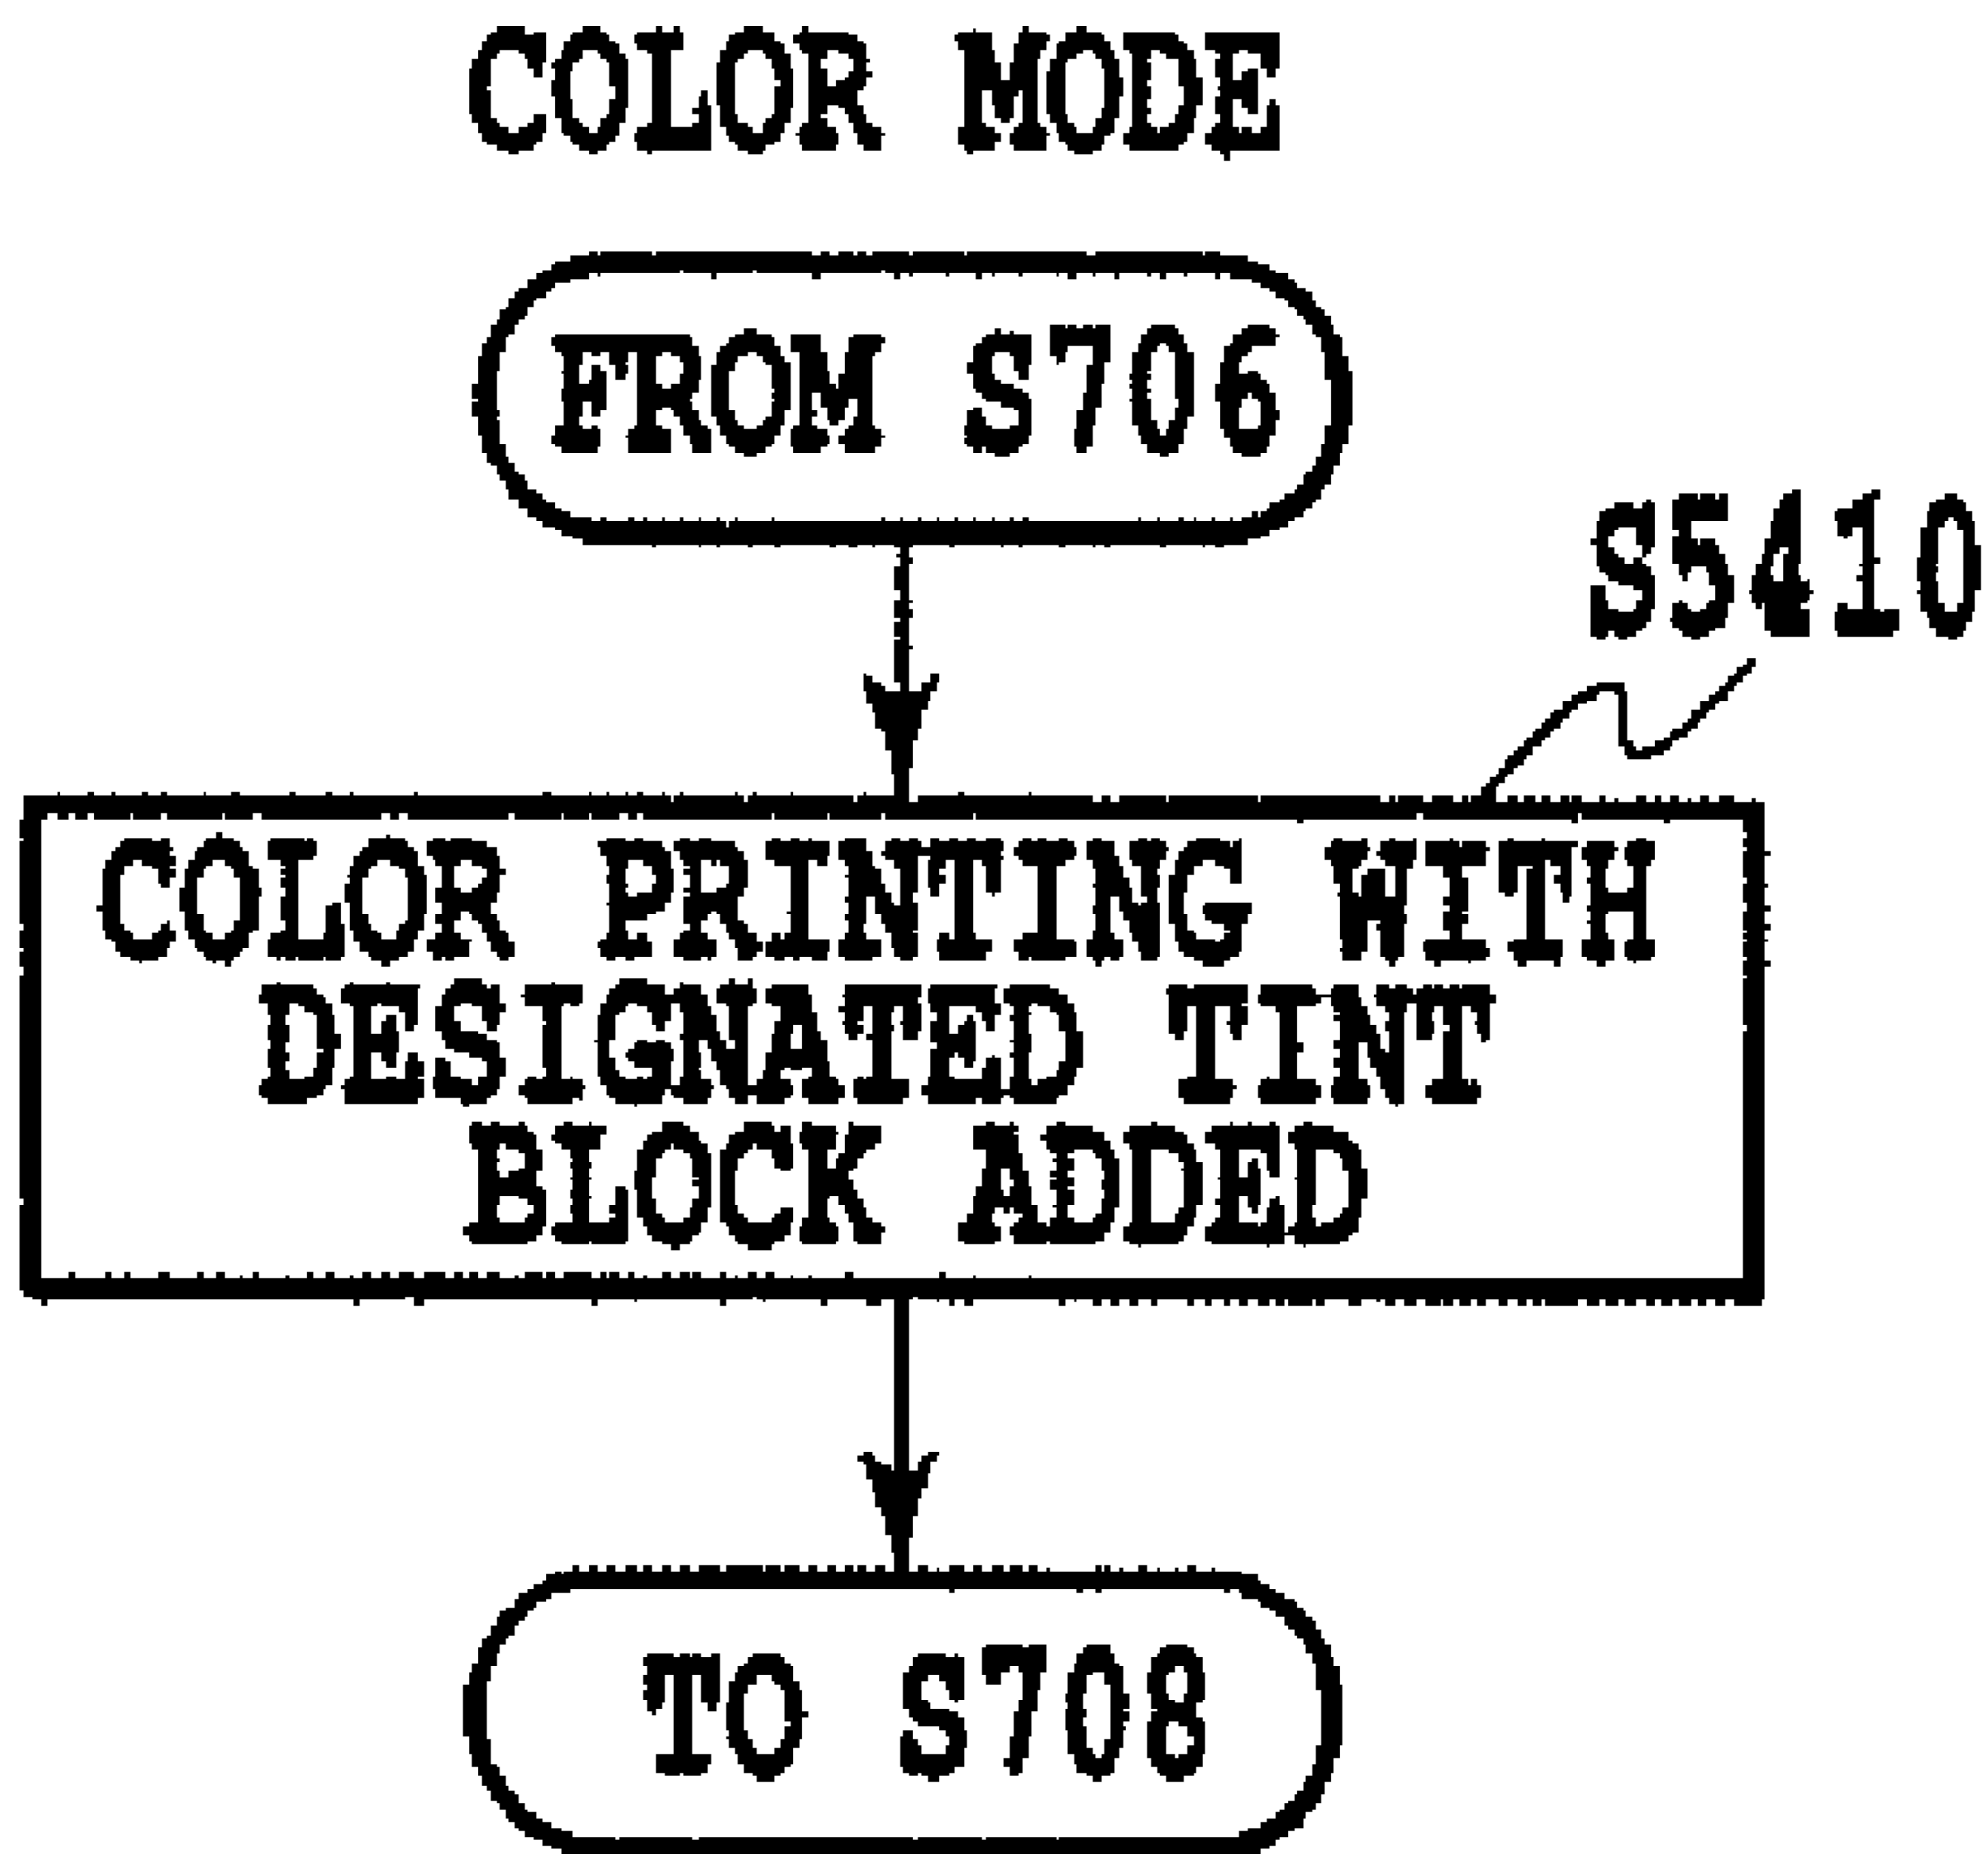 COLOR MODE
FROM S706
S5410
COLOR PRINTING WITH
DESIGNATED TINT
BLOCK ADDED
TO S708